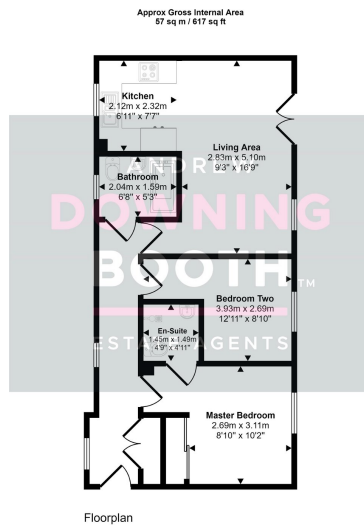 Approx Gross Internal Area
57 sq m / 617 sq ft
Kitchen
2.12m x 2.32m
6'11" x 7'7"
Living Area
2.83m x 5.10m
9'3" x 16'9"
ANDREW
Bathroom
2.04m x 1.59m
6'8" x 5'3"
DOWNING
BOOTH
TM
Bedroom Two
3.93m x 2.69m
12'11" x 8'10"
En-Suite
1.45m x 1.49m
4'9" x 4'11"
ESTATE AGENTS
Master Bedroom
2.69m x 3.11m
8'10" x 10'2"
Floorplan